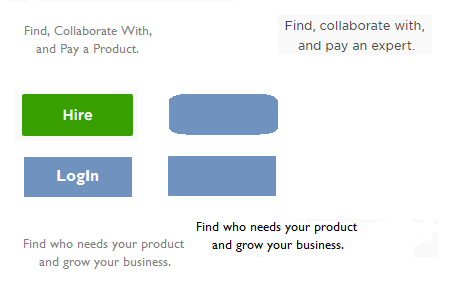 Find, Collaborate With,
and Pay a Product.
Find, collaborate with,
and pay an expert.
Hire
LogIn
Find who needs your product
and grow your business.
Find who needs your product
and grow your business.